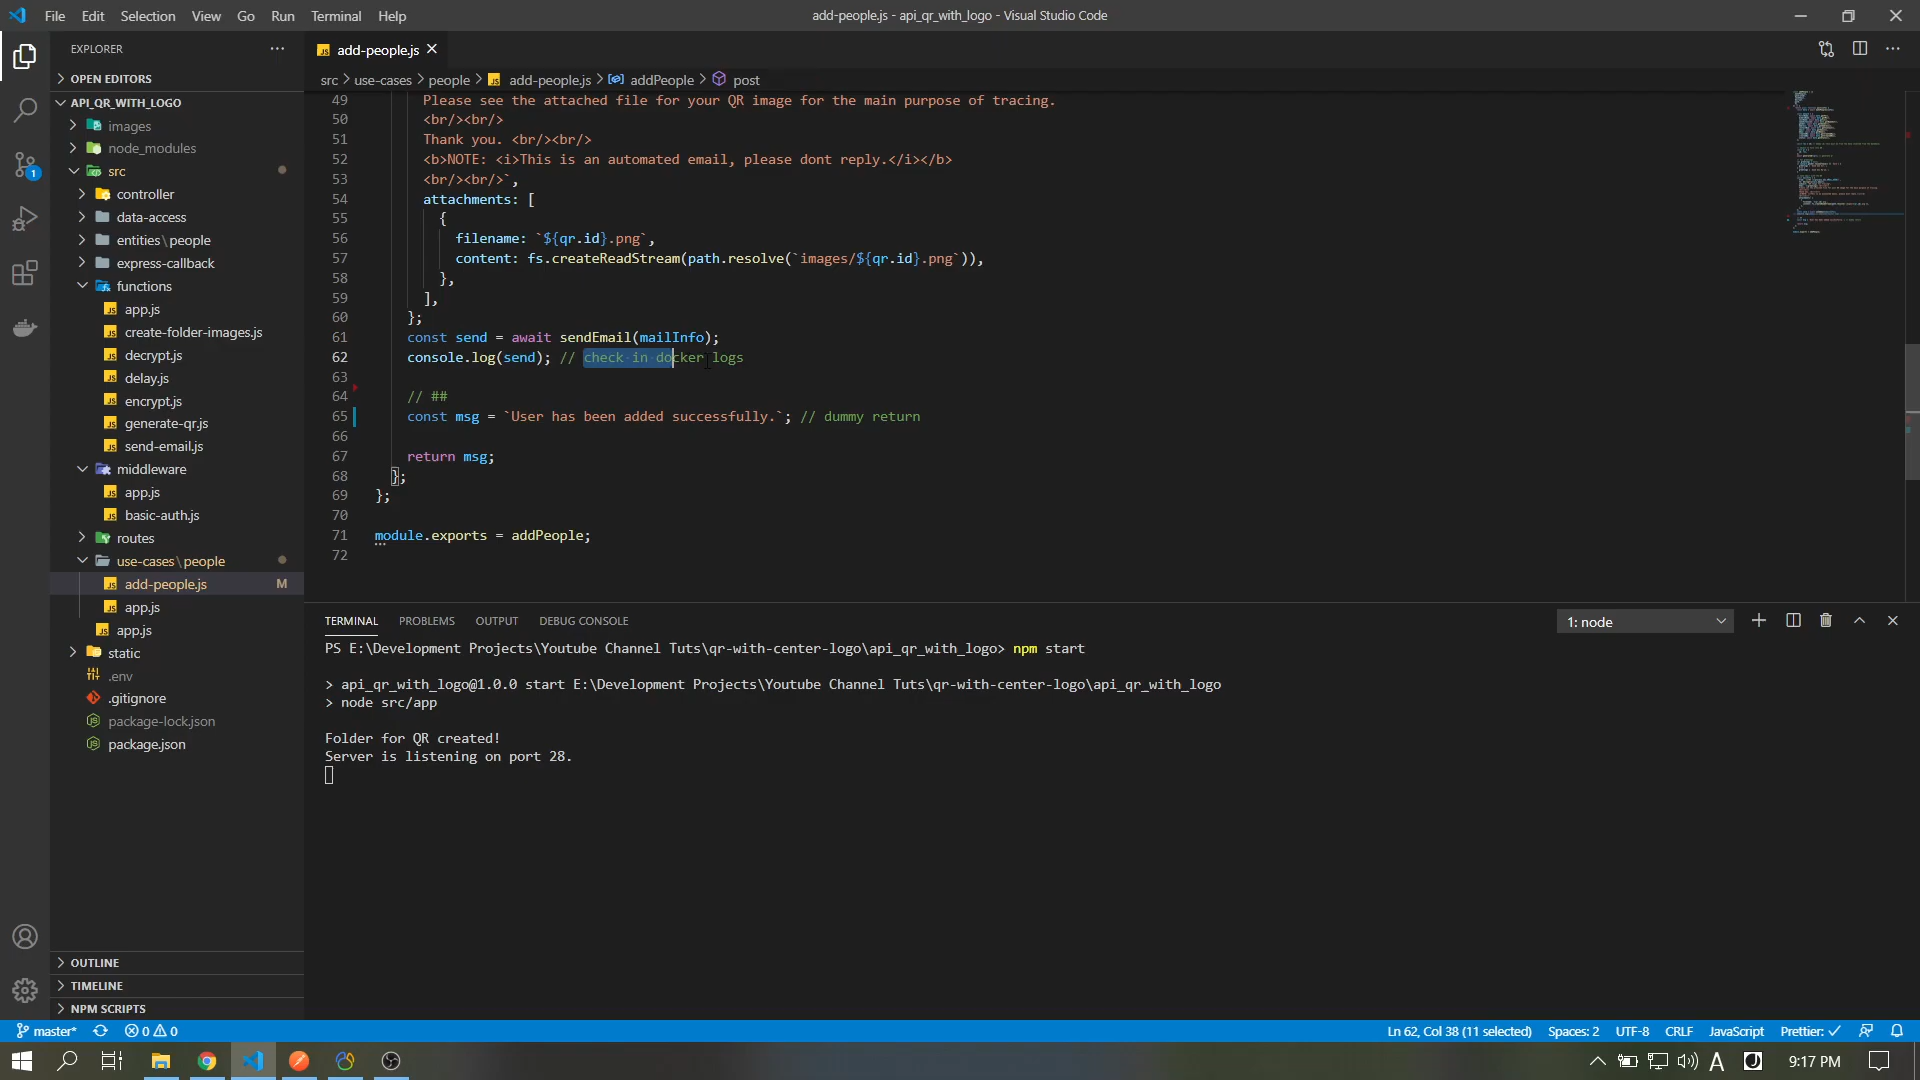 File Edit Selection View Go Run Terminal Help
add-people.js - api_qr_with_logo - Visual Studio Code
EXPLORER
OPEN EDITORS
API_QR_WITH_LOGO
images
node_modules
src
controller
data-access
entities\people
express-callback
functions
app.js
create-folder-images.js
decrypt.js
delay.js
encrypt.js
generate-qr.js
send-email.js
middleware
app.js
basic-auth.js
routes
use-cases\people
add-people.js M
app.js
app.js
static
.env
.gitignore
package-lock.json
package.json
OUTLINE
TIMELINE
NPM SCRIPTS
1
add-people.js
src > use-cases > people > add-people.js > addPeople > post
49 Please see the attached file for your QR image for the main purpose of tracing.
50 <br/><br/>
51 Thank you. <br/><br/>
52 <b>NOTE: <i>This is an automated email, please dont reply.</i></b>
53 <br/><br/>`,
54 attachments: [
55 {
56 filename: `${qr.id}.png`,
57 content: fs.createReadStream(path.resolve(`images/${qr.id}.png`)),
58 },
59 ],
60 };
61 const send = await sendEmail(mailInfo);
62 console.log(send); // check in docker logs
63
64 // ##
65 const msg = `User has been added successfully.`; // dummy return
66
67 return msg;
68 };
69 };
70
71 module.exports = addPeople;
72
TERMINAL PROBLEMS OUTPUT DEBUG CONSOLE
1: node
PS E:\Development Projects\Youtube Channel Tuts\qr-with-center-logo\api_qr_with_logo> npm start
> api_qr_with_logo@1.0.0 start E:\Development Projects\Youtube Channel Tuts\qr-with-center-logo\api_qr_with_logo
> node src/app
Folder for QR created!
Server is listening on port 28.
master* 0 0
Ln 62, Col 38 (11 selected) Spaces: 2 UTF-8 CRLF JavaScript Prettier: ✓
A 9:17 PM